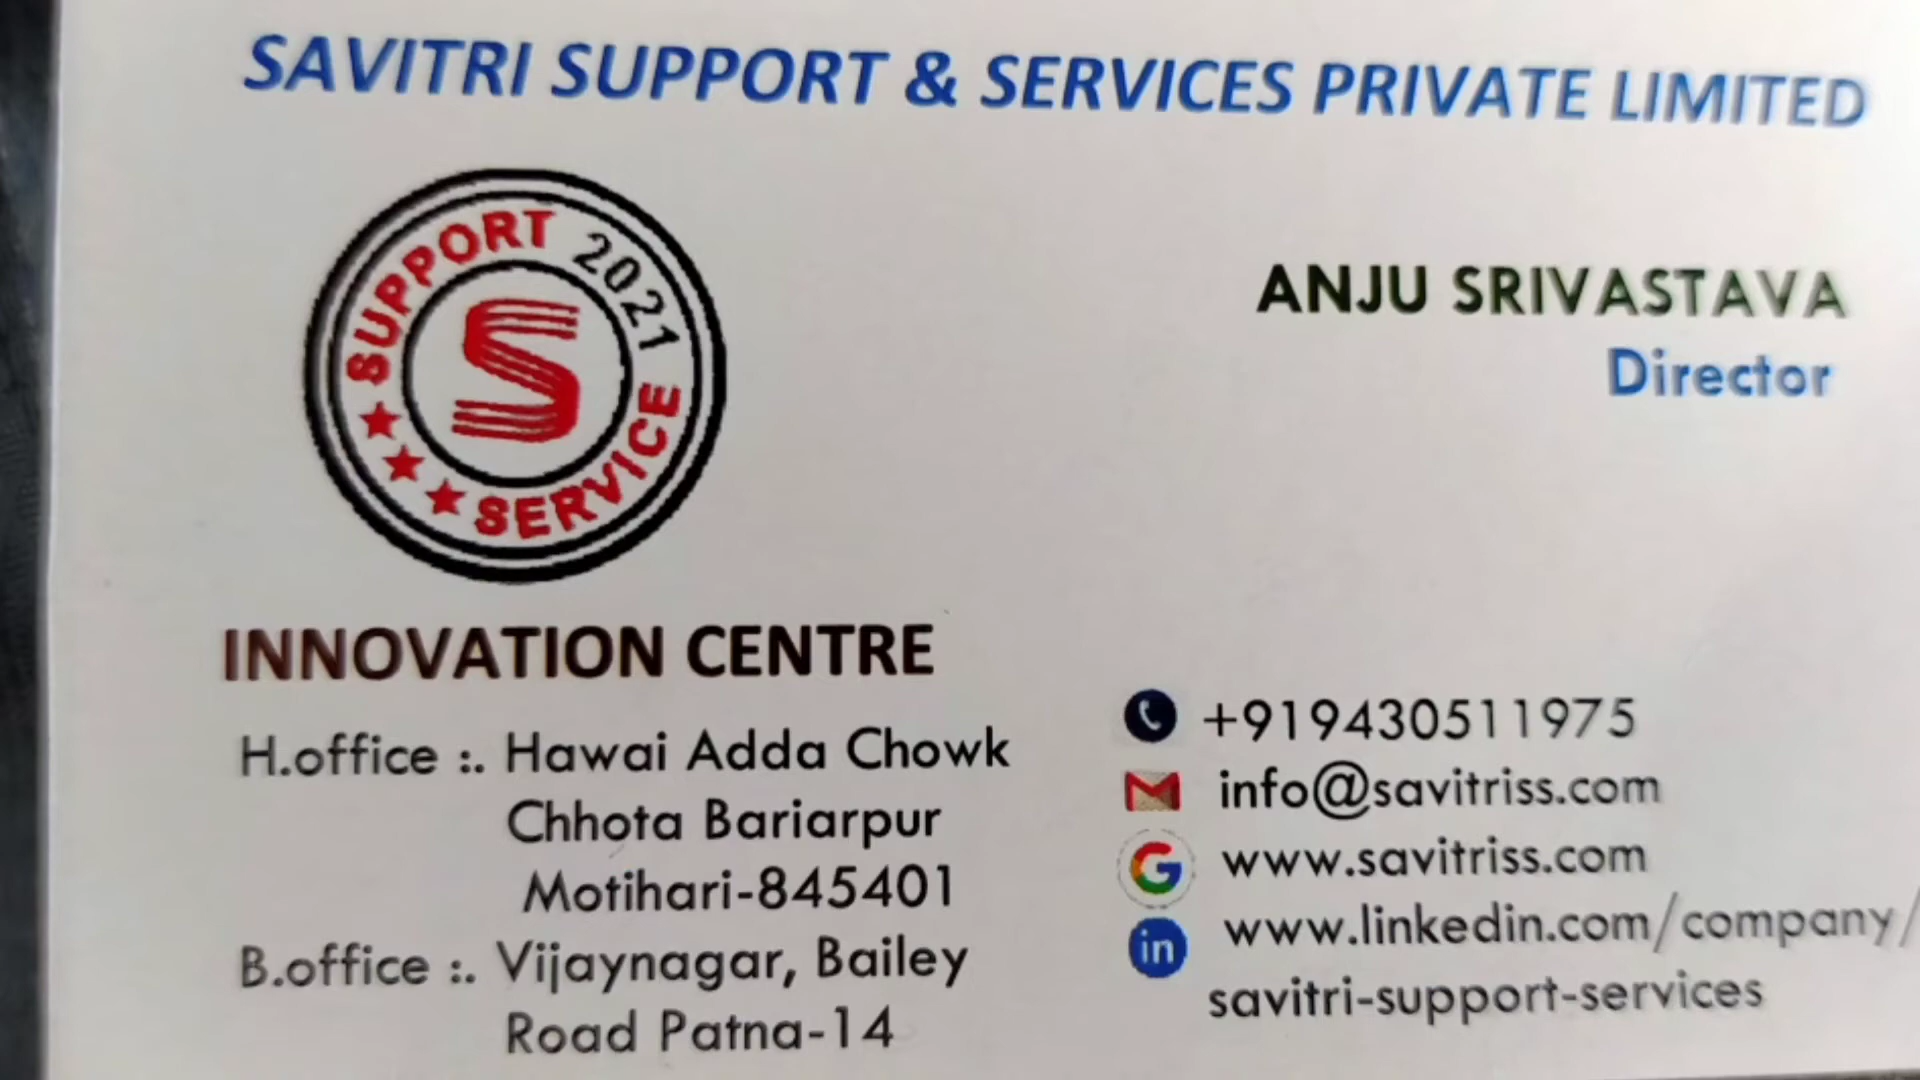 SAVITRI SUPPORT & SERVICES PRIVATE LIMITED
SUPPORT 2021
S
SERVICE
ANJU SRIVASTAVA
Director
INNOVATION CENTRE
H.office :. Hawai Adda Chowk
Chhota Bariarpur
Motihari-845401
B.office :. Vijaynagar, Bailey
Road Patna-14
+919430511975
info@savitriss.com
www.savitriss.com
in www.linkedin.com/company/
savitri-support-services